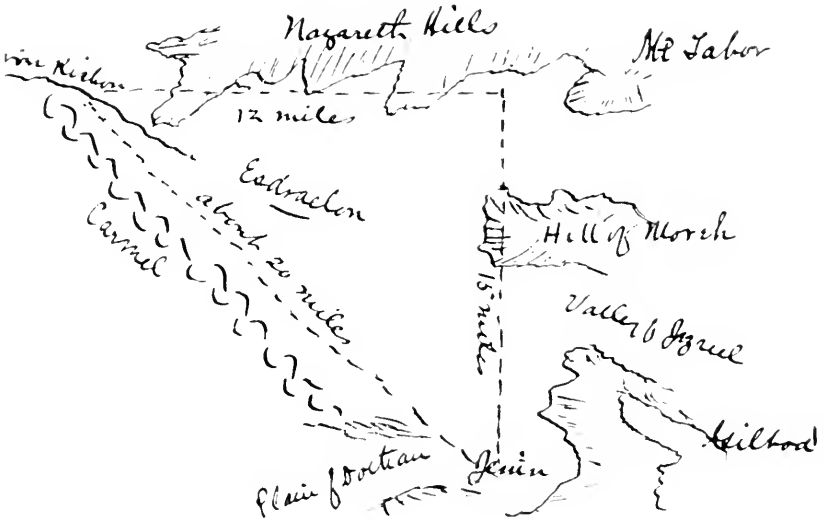 Nazareth Hills
Mt Tabor
Kishon
12 miles
Esdraelon
about 20 miles
Carmel
Hill of Moreh
15 miles
Valley of Jezreel
Gilboa
Plain of Dothan
Jenin